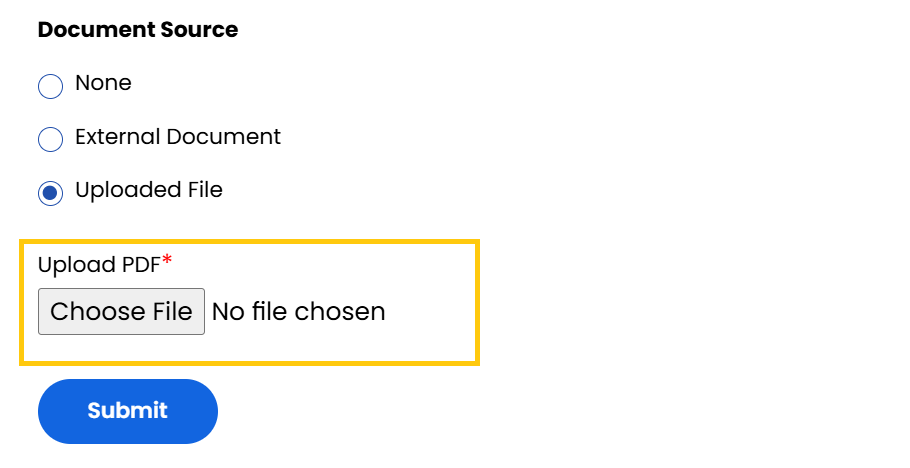 Document Source
None
External Document
Uploaded File
Upload PDF*
Choose File No file chosen
Submit